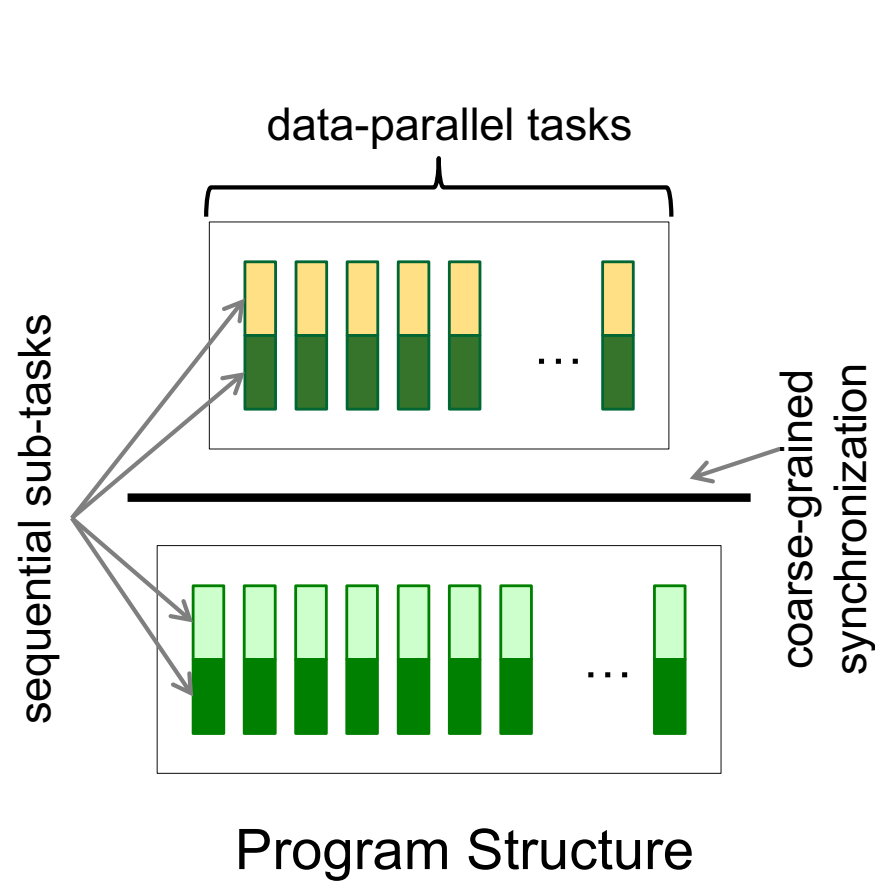 data-parallel tasks
sequential sub-tasks
...
coarse-grained
synchronization
...
Program Structure